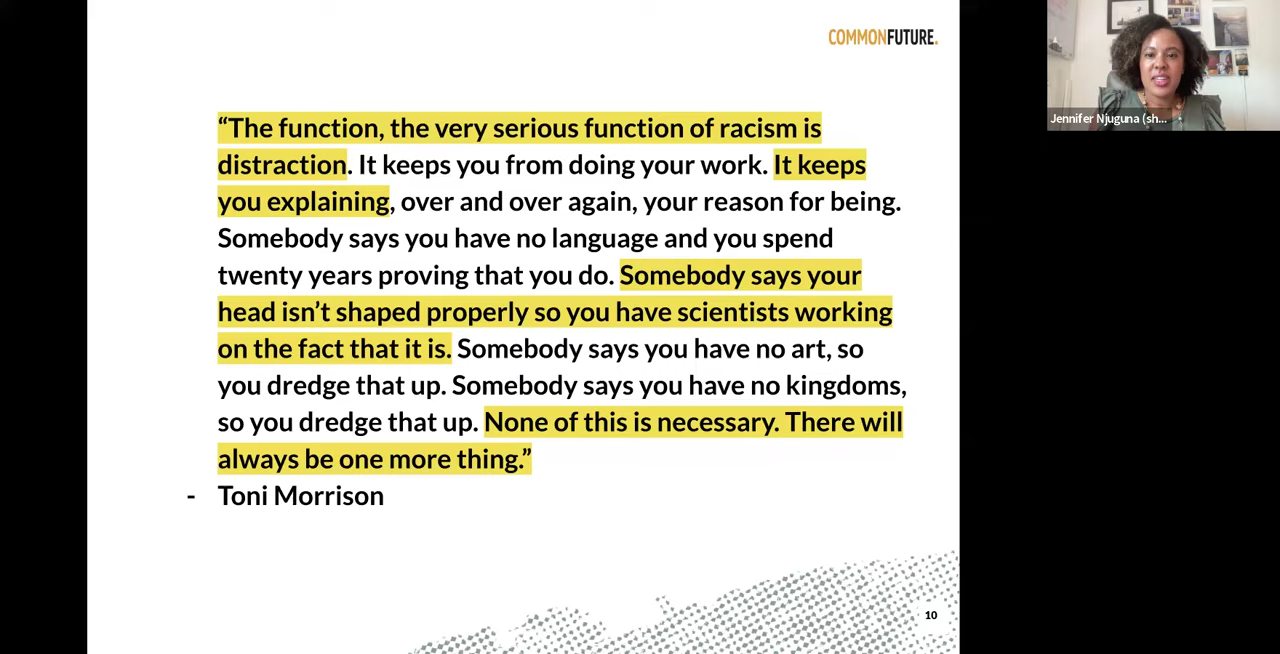 COMMONFUTURE.
“The function, the very serious function of racism is
distraction. It keeps you from doing your work. It keeps
you explaining, over and over again, your reason for being.
Somebody says you have no language and you spend
twenty years proving that you do. Somebody says your
head isn’t shaped properly so you have scientists working
on the fact that it is. Somebody says you have no art, so
you dredge that up. Somebody says you have no kingdoms,
so you dredge that up. None of this is necessary. There will
always be one more thing.”
- Toni Morrison
10
Jennifer Njuguna (sh...